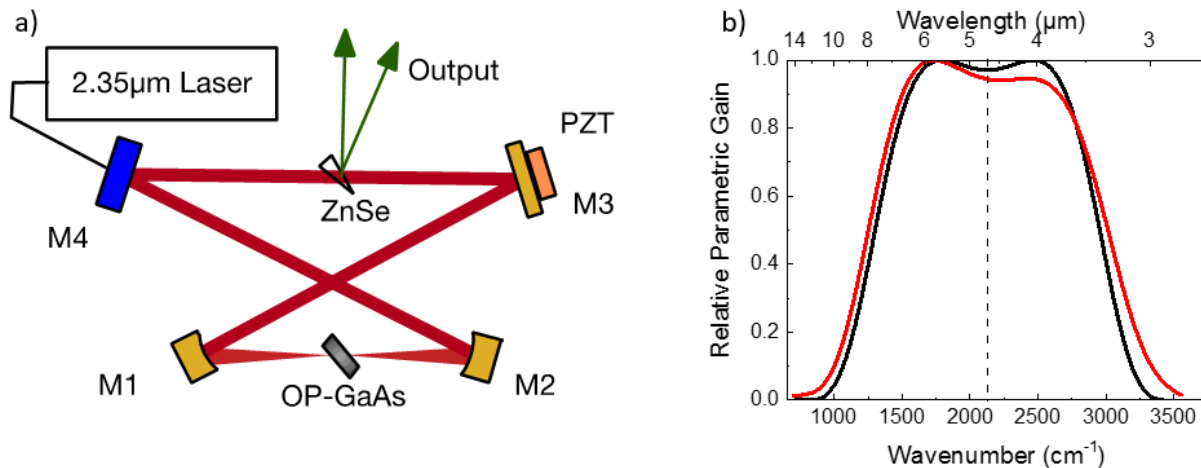 a)
2.35µm Laser
Output
PZT
M3
ZnSe
M4
M1
OP-GaAs
M2
b)
Wavelength (µm)
14 10 8 6 5 4 3
Relative Parametric Gain
1.0
0.8
0.6
0.4
0.2
0.0
1000 1500 2000 2500 3000 3500
Wavenumber (cm⁻¹)